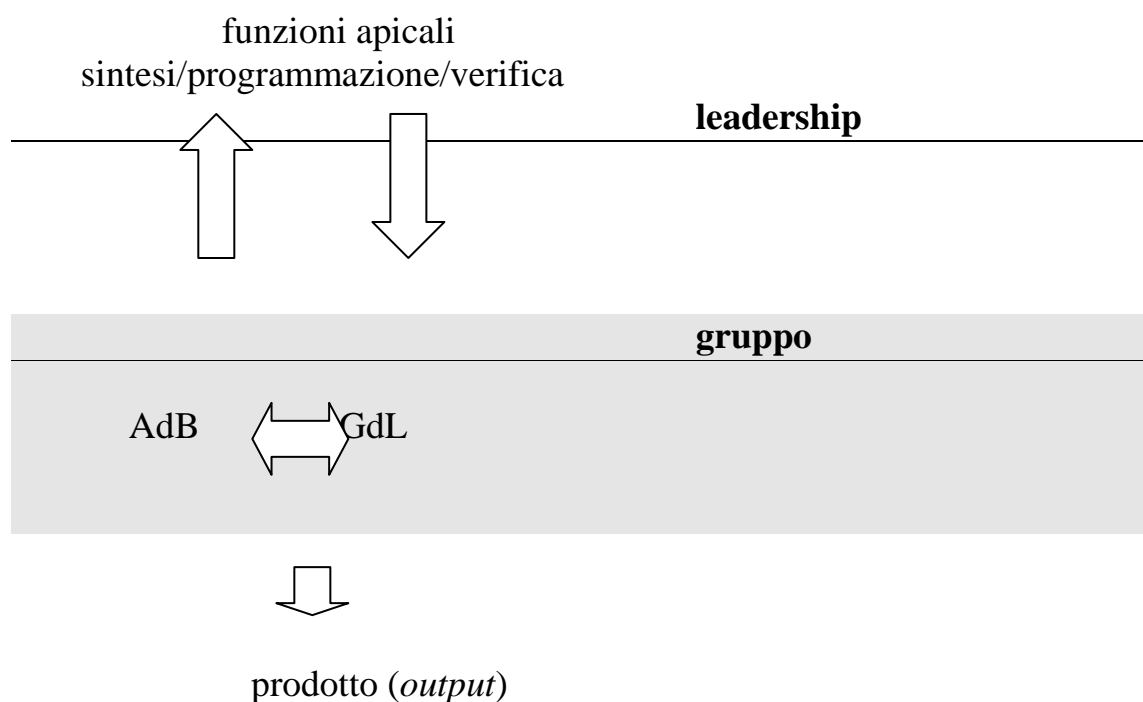 funzioni apicali
sintesi/programmazione/verifica
leadership
gruppo
AdB GdL
prodotto (output)